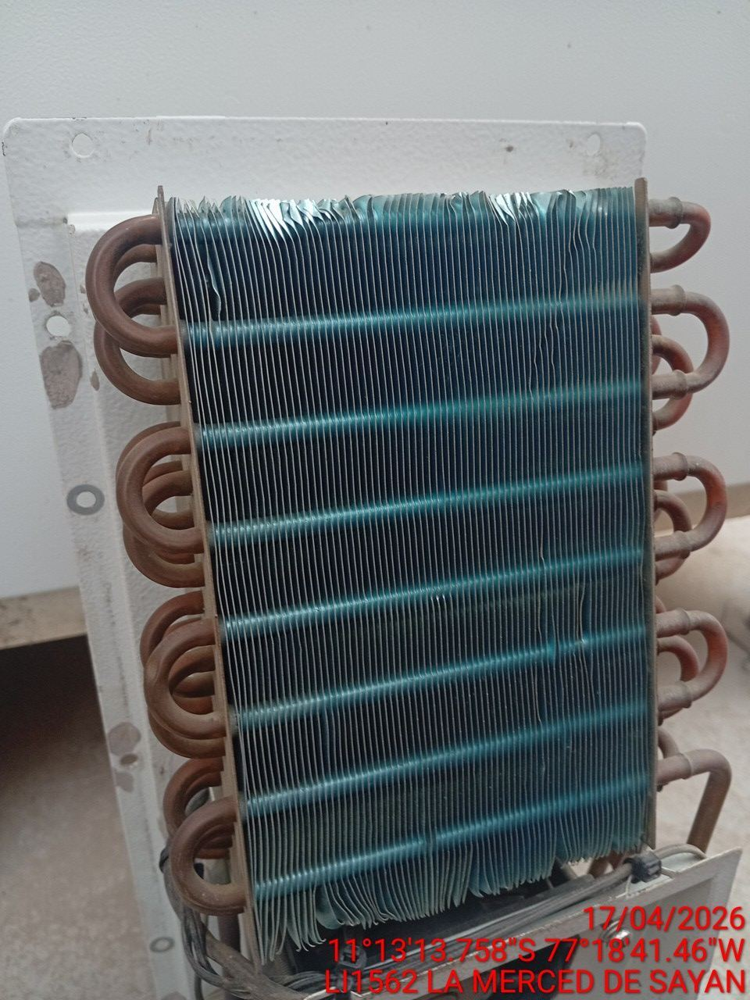 17/04/2026
11°13'13.758"S 77°18'41.46"W
LI1562 LA MERCED DE SAYAN